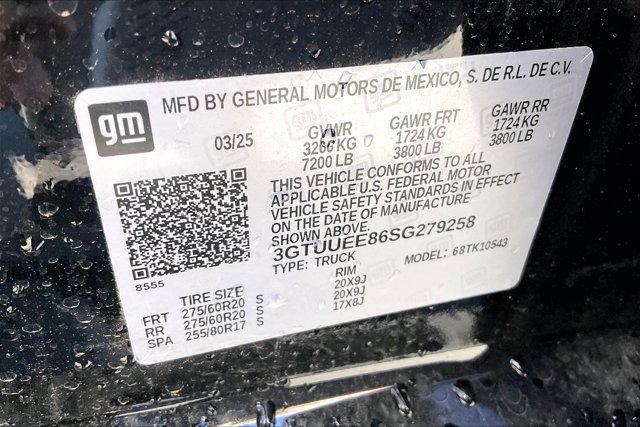 gm
MFD BY GENERAL MOTORS DE MEXICO, S. DE R.L. DE C.V.
03/25 GVWR GAWR FRT GAWR RR
3266 KG 1724 KG 1724 KG
7200 LB 3800 LB 3800 LB
THIS VEHICLE CONFORMS TO ALL
APPLICABLE U.S. FEDERAL MOTOR
VEHICLE SAFETY STANDARDS IN EFFECT
ON THE DATE OF MANUFACTURE
SHOWN ABOVE.
3GTUUEE86SG279258
TYPE: TRUCK MODEL: 68TK10543
8555
TIRE SIZE RIM
FRT 275/60R20 S 20X9J
RR 275/60R20 S 20X9J
SPA 255/80R17 S 17X8J